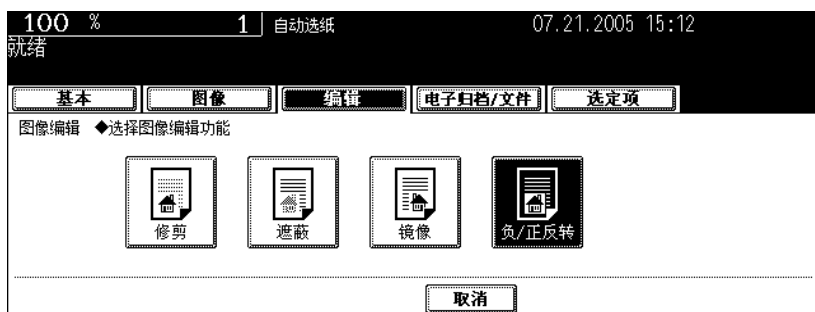 100 % 1 自动选纸 07.21.2005 15:12
就绪
基本 图像 编辑 电子归档/文件 选定项
图像编辑 ◆选择图像编辑功能
修剪 遮蔽 镜像 负/正反转
取消